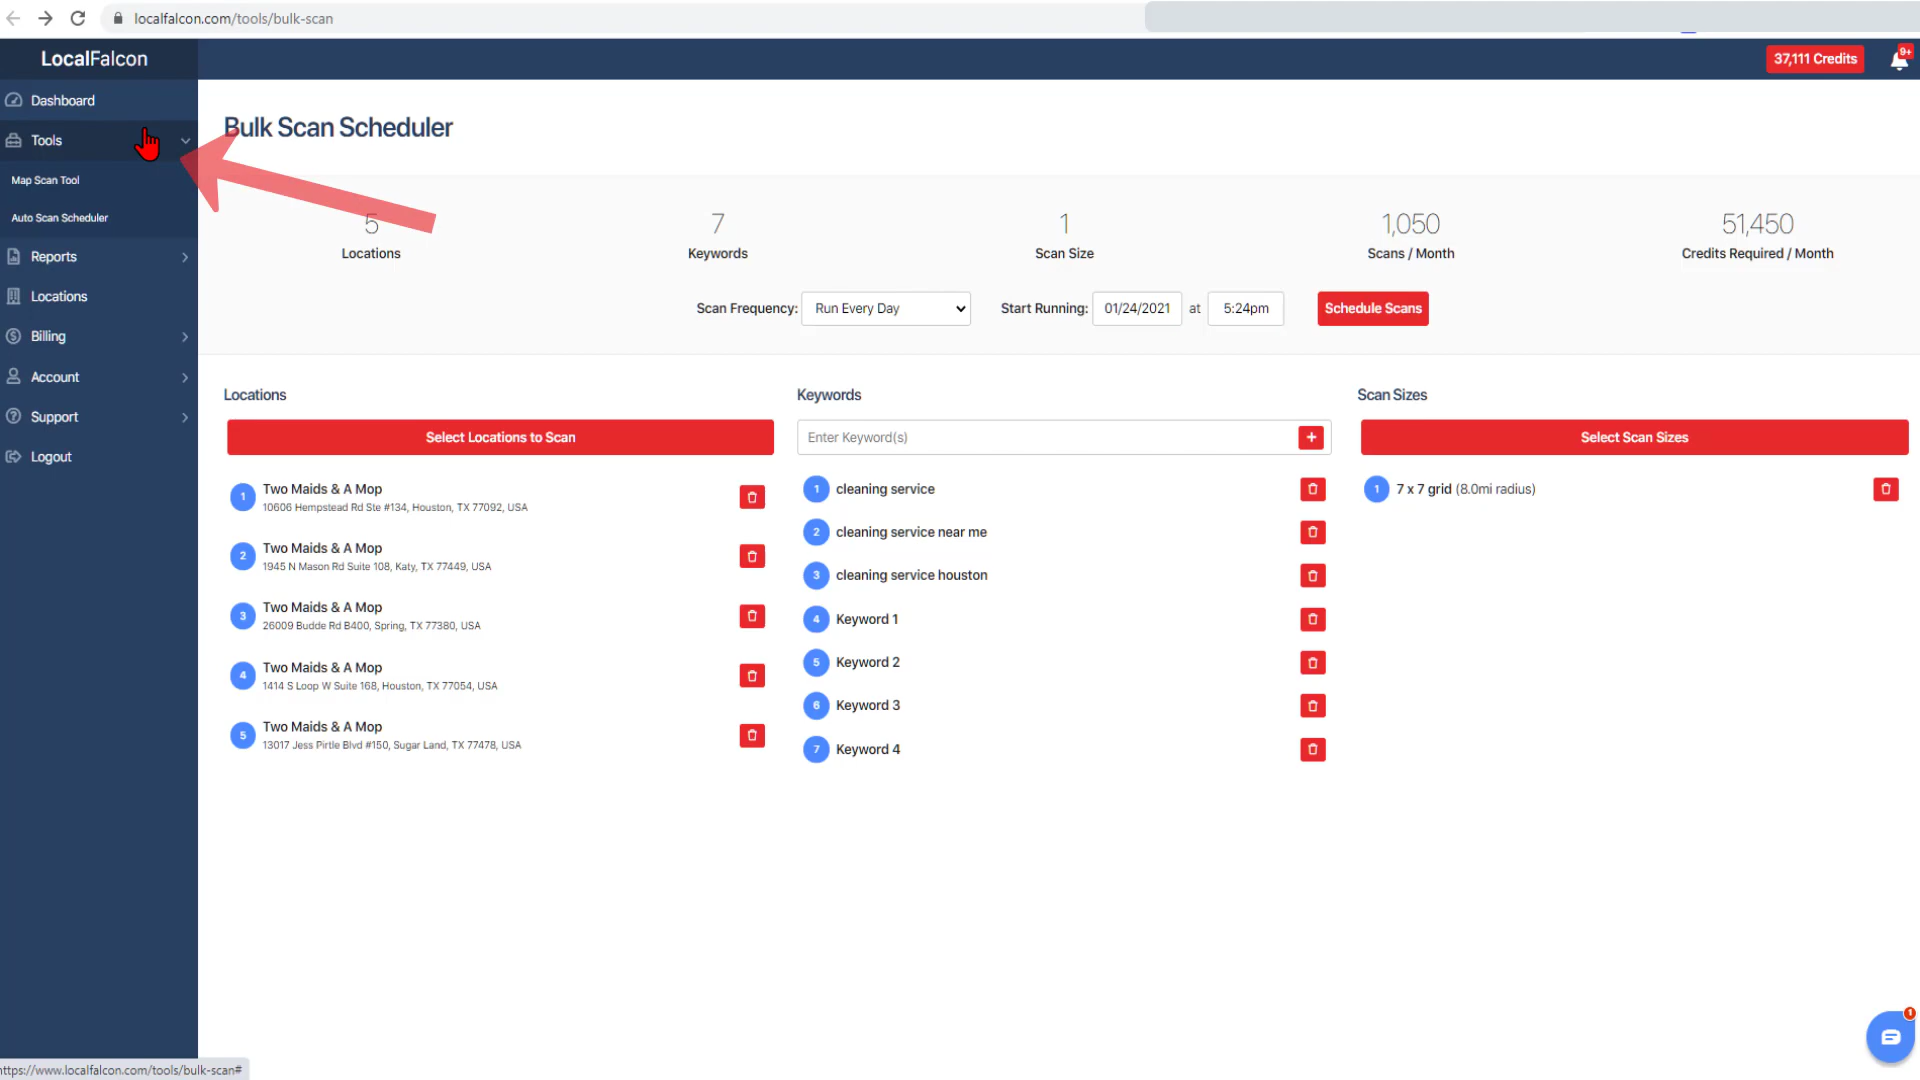 localfalcon.com/tools/bulk-scan
LocalFalcon
37,111 Credits
9+
Dashboard
Tools
Map Scan Tool
Auto Scan Scheduler
Reports
Locations
Billing
Account
Support
Logout
Bulk Scan Scheduler
5
Locations
7
Keywords
1
Scan Size
1,050
Scans / Month
51,450
Credits Required / Month
Scan Frequency: Run Every Day Start Running: 01/24/2021 at 5:24pm Schedule Scans
Locations
Select Locations to Scan
1 Two Maids & A Mop
10606 Hempstead Rd Ste #134, Houston, TX 77092, USA
2 Two Maids & A Mop
1945 N Mason Rd Suite 108, Katy, TX 77449, USA
3 Two Maids & A Mop
26009 Budde Rd B400, Spring, TX 77380, USA
4 Two Maids & A Mop
1414 S Loop W Suite 168, Houston, TX 77054, USA
5 Two Maids & A Mop
13017 Jess Pirtle Blvd #150, Sugar Land, TX 77478, USA
Keywords
Enter Keyword(s) +
1 cleaning service
2 cleaning service near me
3 cleaning service houston
4 Keyword 1
5 Keyword 2
6 Keyword 3
7 Keyword 4
Scan Sizes
Select Scan Sizes
1 7 x 7 grid (8.0mi radius)
1
https://www.localfalcon.com/tools/bulk-scan#